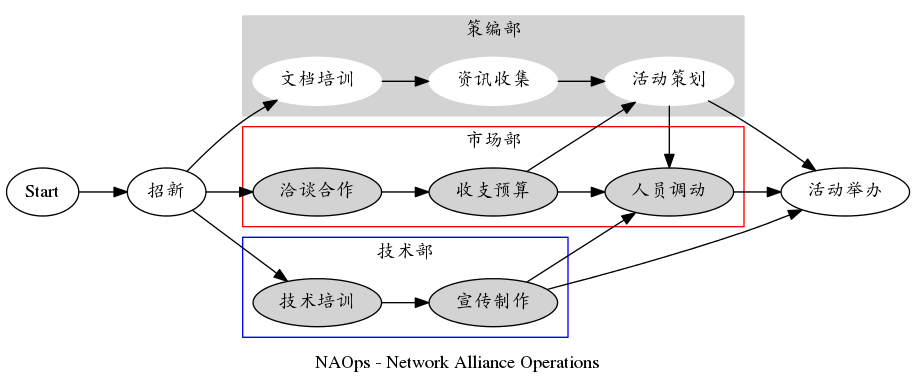 策编部
文档培训
资讯收集
活动策划
市场部
Start
招新
洽谈合作
收支预算
人员调动
活动举办
技术部
技术培训
宣传制作
NAOps - Network Alliance Operations